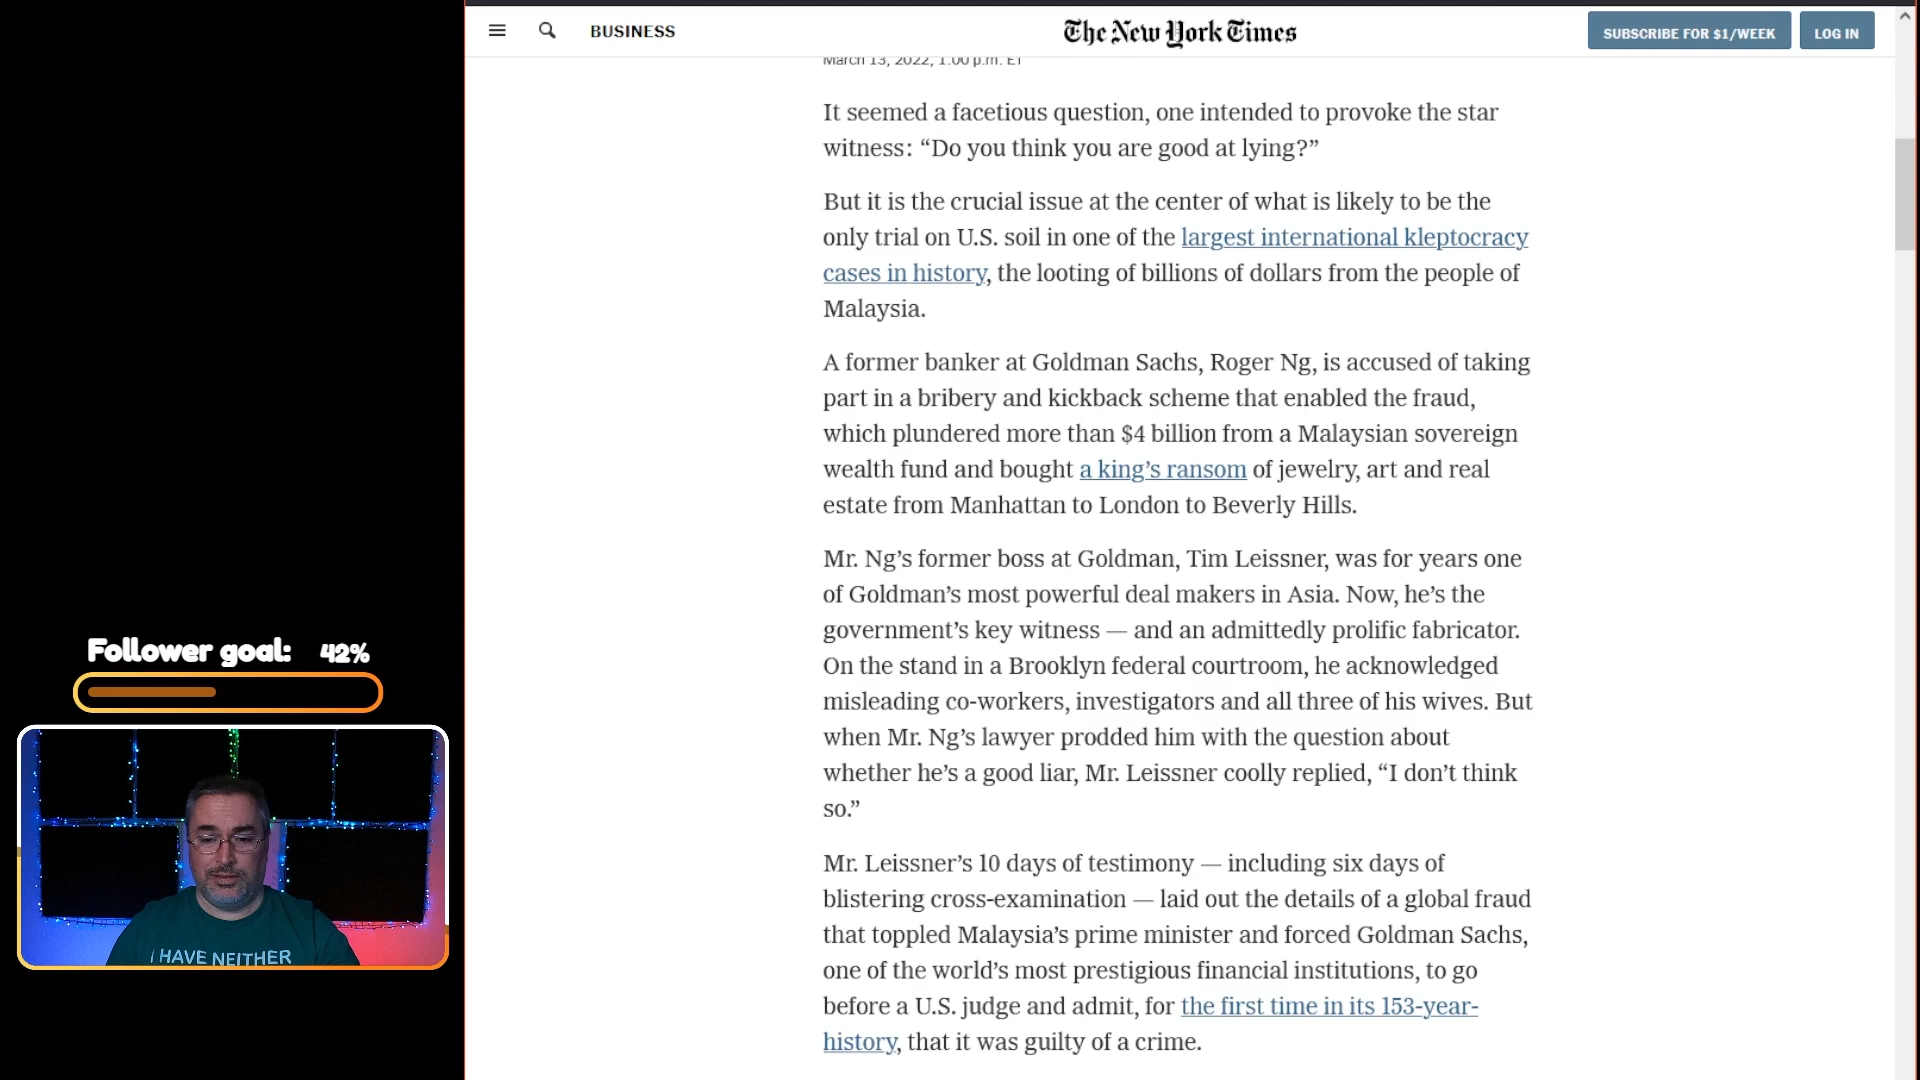 BUSINESS
The New York Times
SUBSCRIBE FOR $1/WEEK
LOG IN
March 13, 2022, 1:00 p.m. ET
It seemed a facetious question, one intended to provoke the star
witness: “Do you think you are good at lying?”
But it is the crucial issue at the center of what is likely to be the
only trial on U.S. soil in one of the largest international kleptocracy
cases in history, the looting of billions of dollars from the people of
Malaysia.
A former banker at Goldman Sachs, Roger Ng, is accused of taking
part in a bribery and kickback scheme that enabled the fraud,
which plundered more than $4 billion from a Malaysian sovereign
wealth fund and bought a king’s ransom of jewelry, art and real
estate from Manhattan to London to Beverly Hills.
Mr. Ng’s former boss at Goldman, Tim Leissner, was for years one
of Goldman’s most powerful deal makers in Asia. Now, he’s the
government’s key witness — and an admittedly prolific fabricator.
On the stand in a Brooklyn federal courtroom, he acknowledged
misleading co-workers, investigators and all three of his wives. But
when Mr. Ng’s lawyer prodded him with the question about
whether he’s a good liar, Mr. Leissner coolly replied, “I don’t think
so.”
Mr. Leissner’s 10 days of testimony — including six days of
blistering cross-examination — laid out the details of a global fraud
that toppled Malaysia’s prime minister and forced Goldman Sachs,
one of the world’s most prestigious financial institutions, to go
before a U.S. judge and admit, for the first time in its 153-year-
history, that it was guilty of a crime.
Follower goal: 42%
I HAVE NEITHER